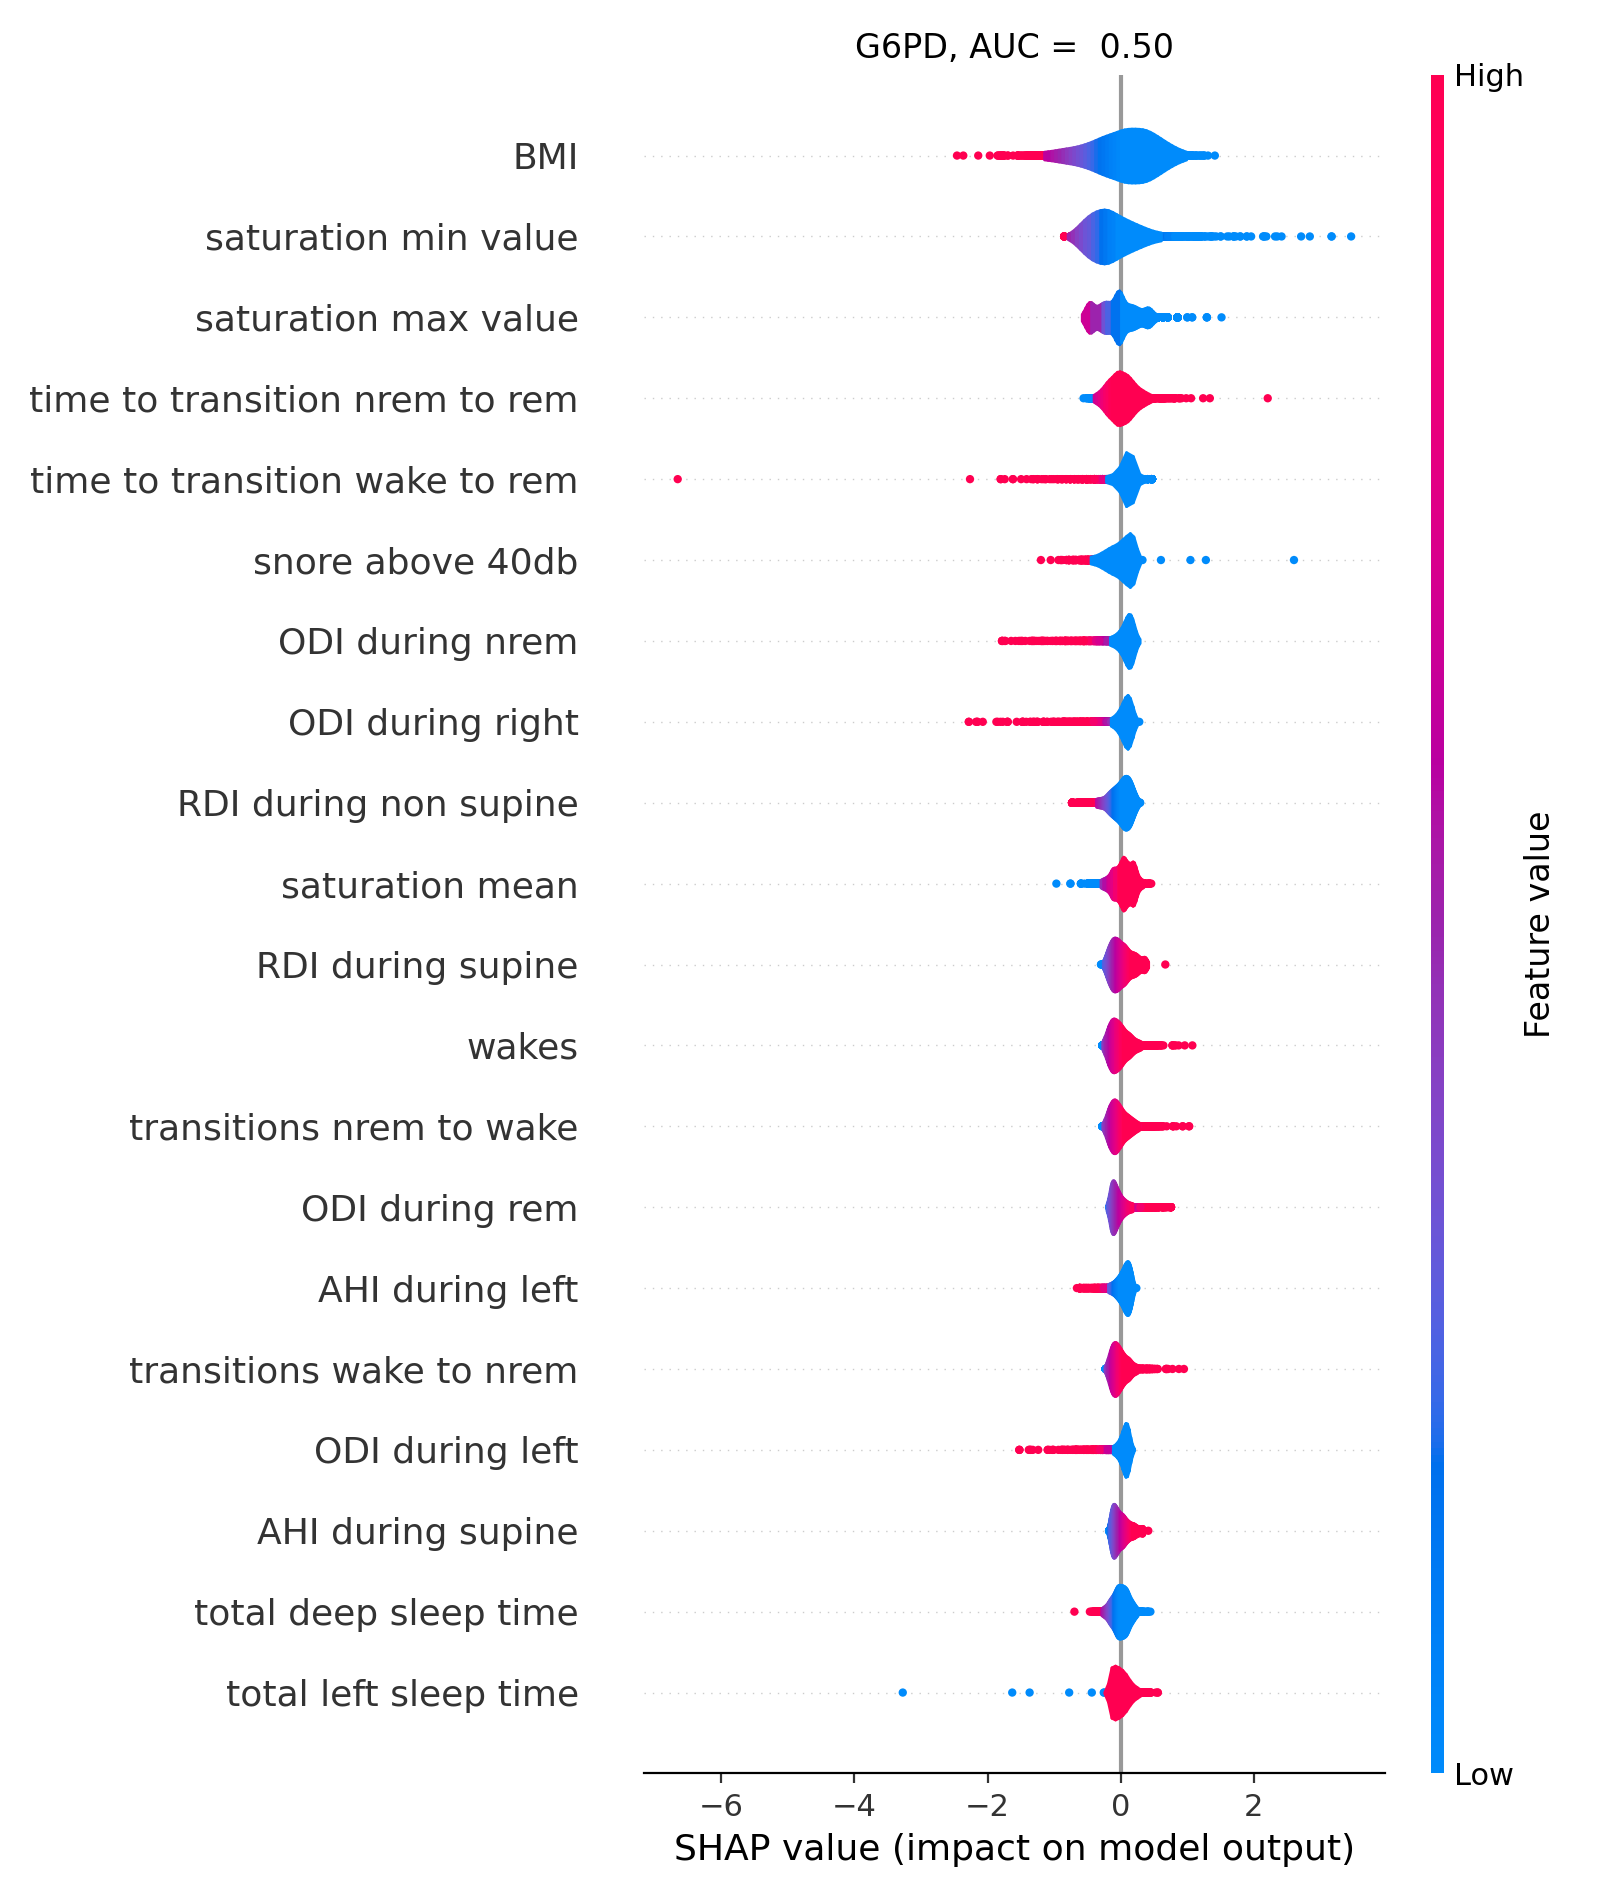 G6PD, AUC =  0.50
High
BMI
saturation min value
saturation max value
time to transition nrem to rem
time to transition wake to rem
snore above 40db
ODI during nrem
ODI during right
RDI during non supine
saturation mean
RDI during supine
wakes
transitions nrem to wake
ODI during rem
AHI during left
transitions wake to nrem
ODI during left
AHI during supine
total deep sleep time
total left sleep time
Feature value
Low
−6 −4 −2 0 2
SHAP value (impact on model output)